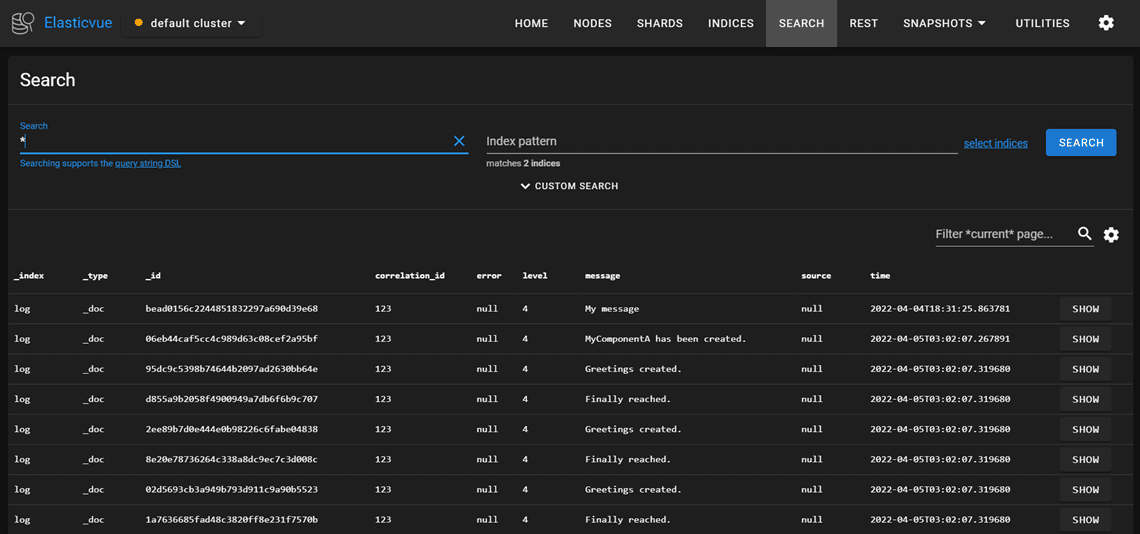 Elasticvue default cluster HOME NODES SHARDS INDICES SEARCH REST SNAPSHOTS UTILITIES
Search
Search
* Index pattern select indices SEARCH
Searching supports the query string DSL matches 2 indices
CUSTOM SEARCH
Filter *current* page...
_index _type _id correlation_id error level message source time
log _doc bead0156c2244851832297a690d39e68 123 null 4 My message null 2022-04-04T18:31:25.863781 SHOW
log _doc 06eb44caf5cc4c989d63c08cef2a95bf 123 null 4 MyComponentA has been created. null 2022-04-05T03:02:07.267891 SHOW
log _doc 95dc9c5398b74644b2097ad2630bb64e 123 null 4 Greetings created. null 2022-04-05T03:02:07.319680 SHOW
log _doc d855a9b2058f4900949a7db6f6b9c707 123 null 4 Finally reached. null 2022-04-05T03:02:07.319680 SHOW
log _doc 2ee89b7d0e444e0b98226c6fabe04838 123 null 4 Greetings created. null 2022-04-05T03:02:07.319680 SHOW
log _doc 8e20e78736264c338a8dc9ec7c3d008c 123 null 4 Finally reached. null 2022-04-05T03:02:07.319680 SHOW
log _doc 02d5693cb3a949b793d911c9a90b5523 123 null 4 Greetings created. null 2022-04-05T03:02:07.319680 SHOW
log _doc 1a7636685fad48c3820ff8e231f7570b 123 null 4 Finally reached. null 2022-04-05T03:02:07.319680 SHOW